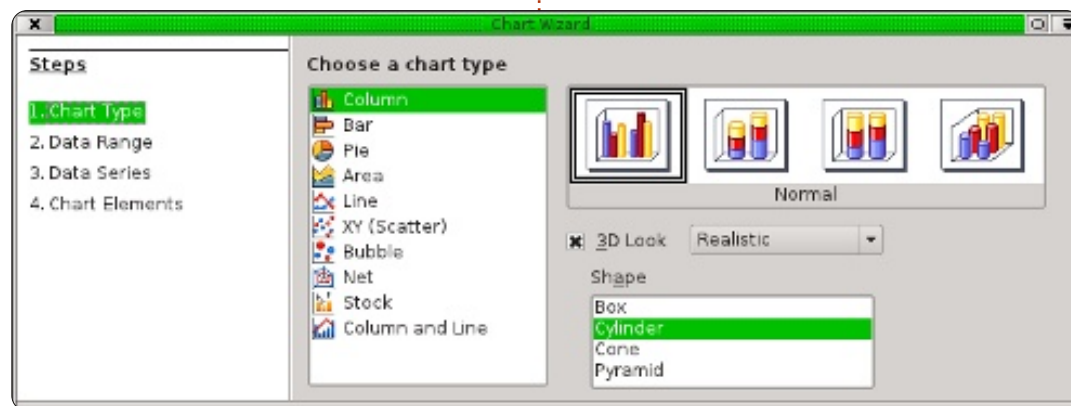 Chart Wizard
Steps
1. Chart Type
2. Data Range
3. Data Series
4. Chart Elements
Choose a chart type
Column
Bar
Pie
Area
Line
XY (Scatter)
Bubble
Net
Stock
Column and Line
Normal
3D Look
Realistic
Shape
Box
Cylinder
Cone
Pyramid